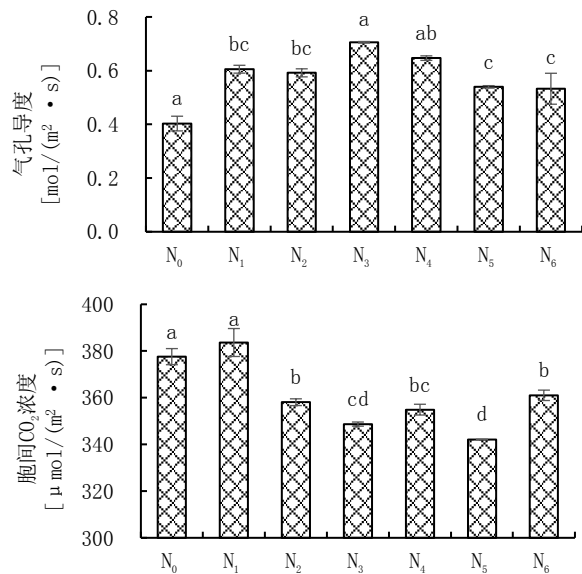 气孔导度
[mol/(m² • s)]
0.8
0.6
0.4
0.2
0.0
a
bc
bc
a
ab
c
c
N₀
N₁
N₂
N₃
N₄
N₅
N₆
胞间CO₂浓度
[μmol/(m² • s)]
400
380
360
340
320
300
a
a
b
cd
bc
d
b
N₀
N₁
N₂
N₃
N₄
N₅
N₆